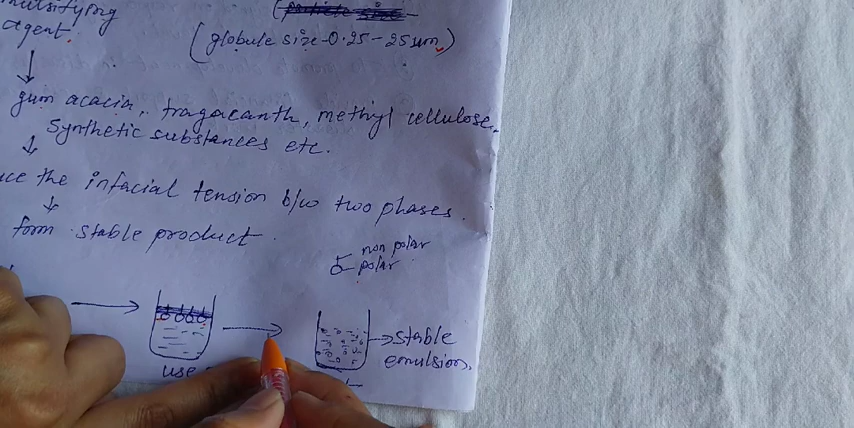 agent.
(globule size-0.25-25um)
gum acacia, tragacanth, methyl cellulose,
Synthetic substances etc.
the infacial tension b/w two phases.
form stable product
non polar
polar
stable
emulsion.
use